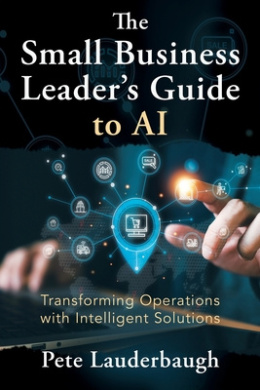 The
Small Business
Leader's Guide
to AI
Transforming Operations
with Intelligent Solutions
Pete Lauderbaugh